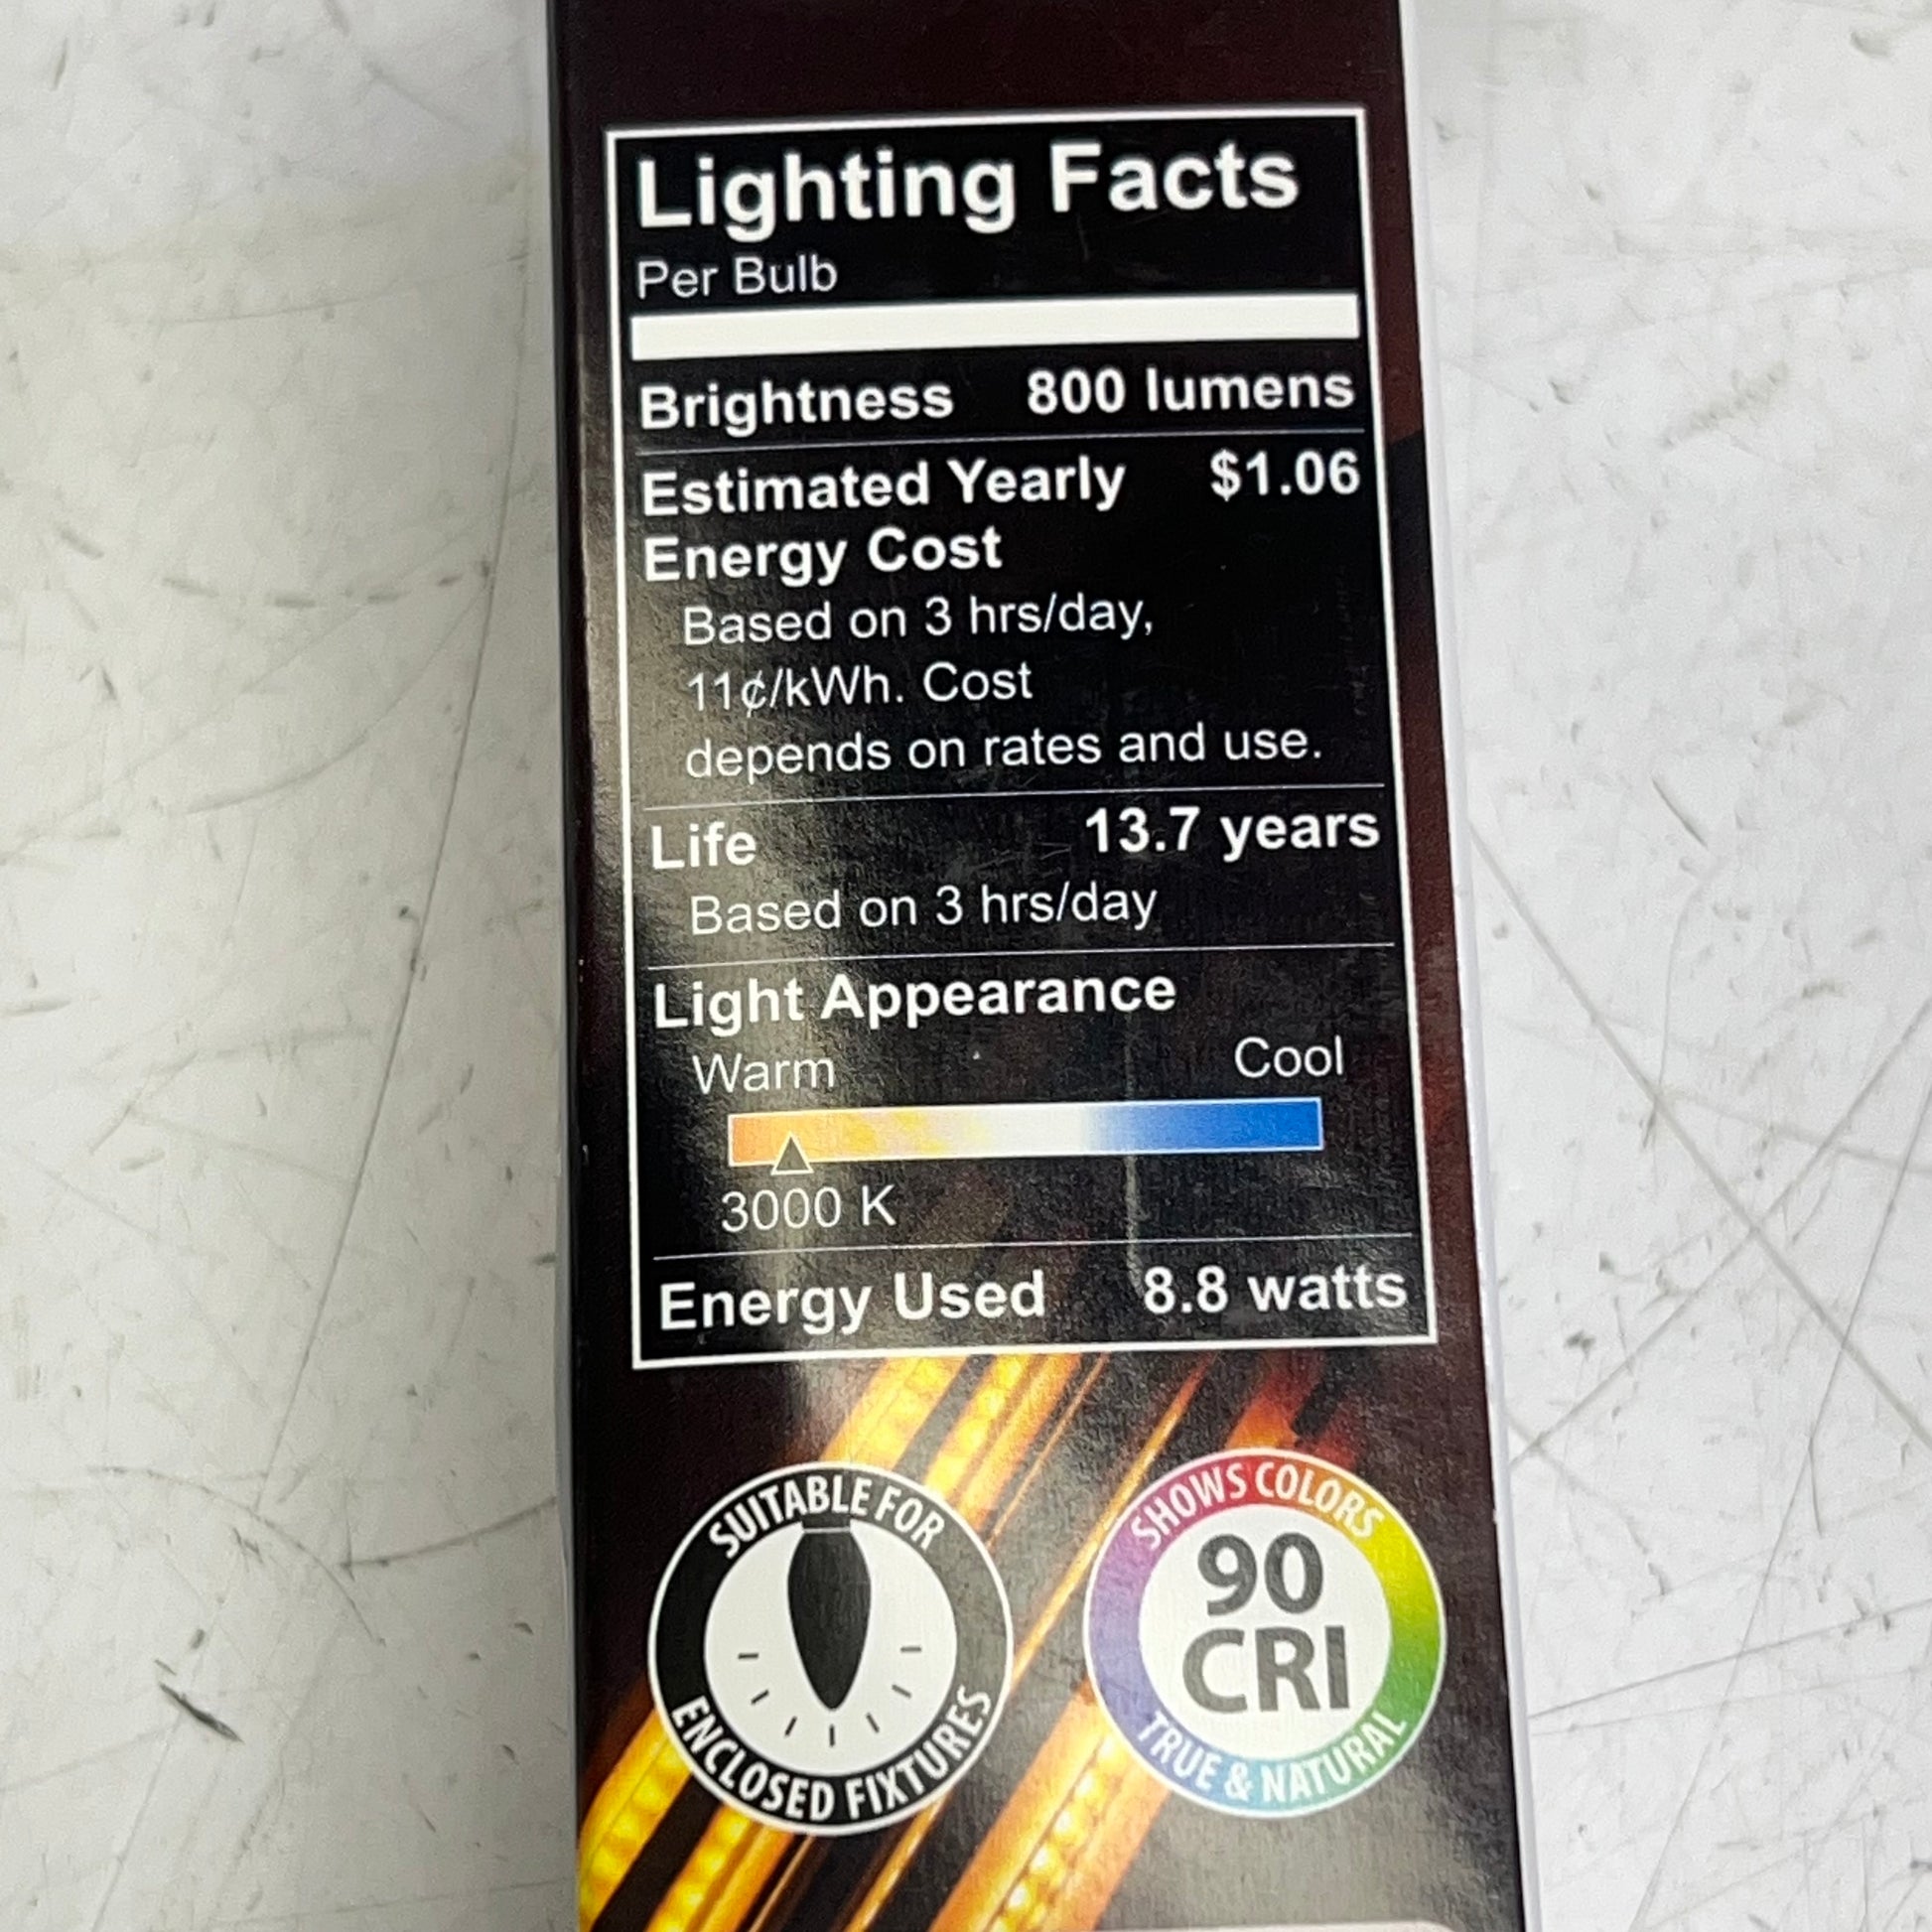 Lighting Facts
Per Bulb
Brightness 800 lumens
Estimated Yearly $1.06
Energy Cost
Based on 3 hrs/day,
11¢/kWh. Cost
depends on rates and use.
Life 13.7 years
Based on 3 hrs/day
Light Appearance
Warm Cool
3000 K
Energy Used 8.8 watts
SUITABLE FOR
ENCLOSED FIXTURES
SHOWS COLORS
90
CRI
TRUE & NATURAL